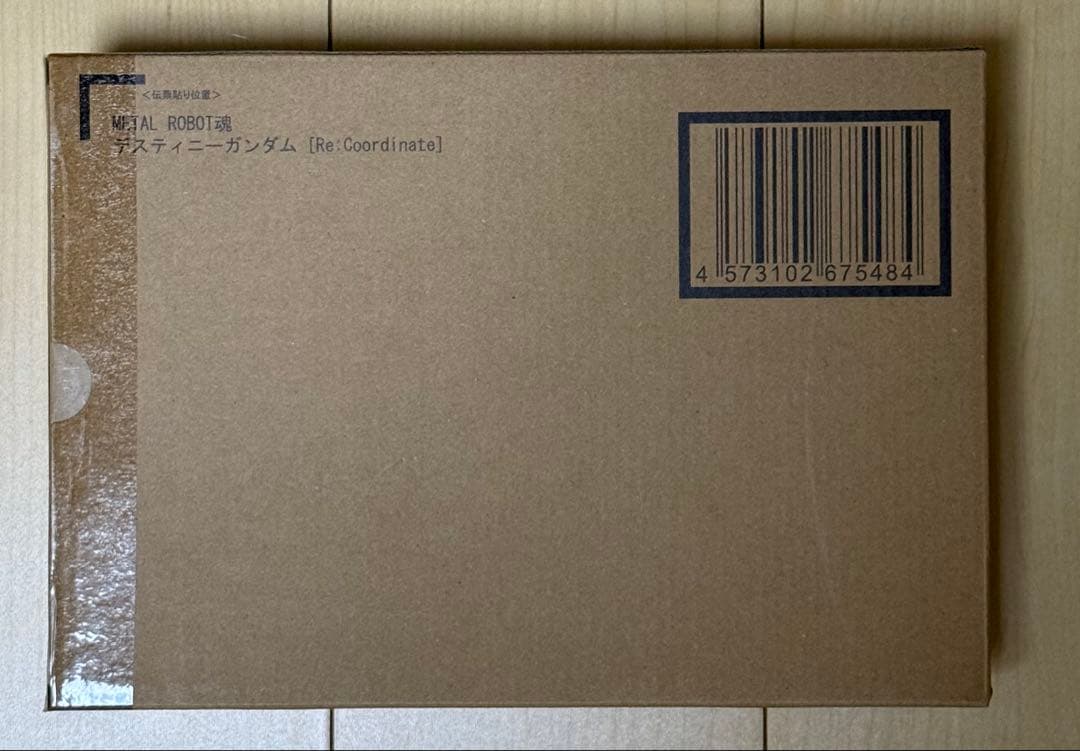 <伝票貼り位置>
METAL ROBOT魂
デスティニーガンダム [Re:Coordinate]
4 573102 675484